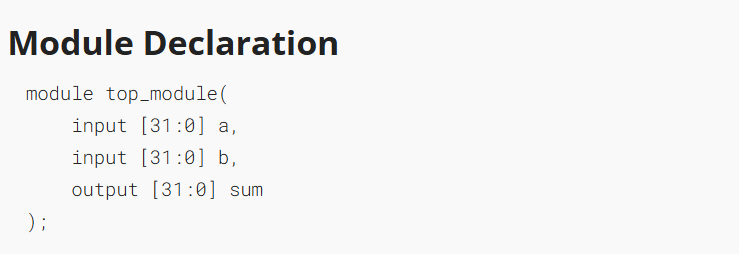 Module Declaration
module top_module(
    input [31:0] a,
    input [31:0] b,
    output [31:0] sum
);